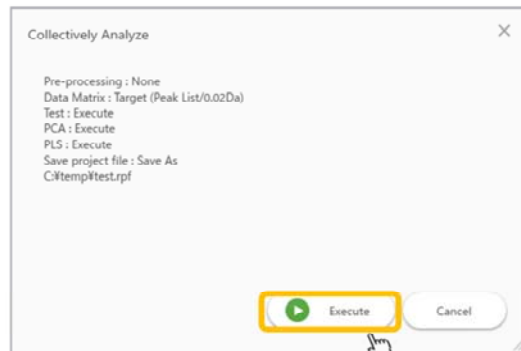 Collectively Analyze
Pre-processing : None
Data Matrix : Target (Peak List/0.02Da)
Test : Execute
PCA : Execute
PLS : Execute
Save project file : Save As
C:¥temp¥test.rpf
Execute
Cancel